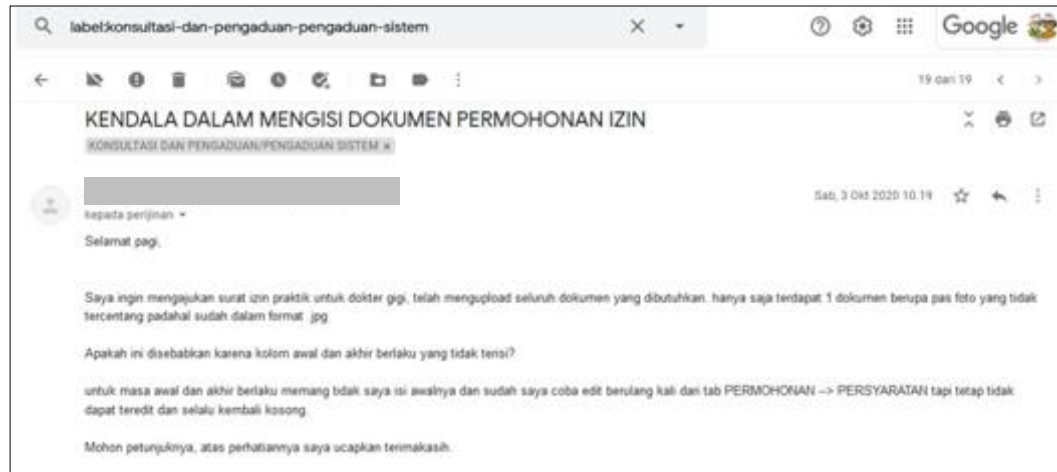 label:konsultasi-dan-pengaduan-pengaduan-sistem
Google
19 dari 19
KENDALA DALAM MENGISI DOKUMEN PERMOHONAN IZIN
KONSULTASI DAN PENGADUAN/PENGADUAN SISTEM x
Sab, 3 Okt 2020 10.19
kepada perijinan
Selamat pagi,
Saya ingin mengajukan surat izin praktik untuk dokter gigi, telah mengupload seluruh dokumen yang dibutuhkan. hanya saja terdapat 1 dokumen berupa pas foto yang tidak
tercentang padahal sudah dalam format .jpg
Apakah ini disebabkan karena kolom awal dan akhir berlaku yang tidak terisi?
untuk masa awal dan akhir berlaku memang tidak saya isi awalnya dan sudah saya coba edit berulang kali dari tab PERMOHONAN --> PERSYARATAN tapi tetap tidak
dapat teredit dan selalu kembali kosong.
Mohon petunjuknya, atas perhatiannya saya ucapkan terimakasih.